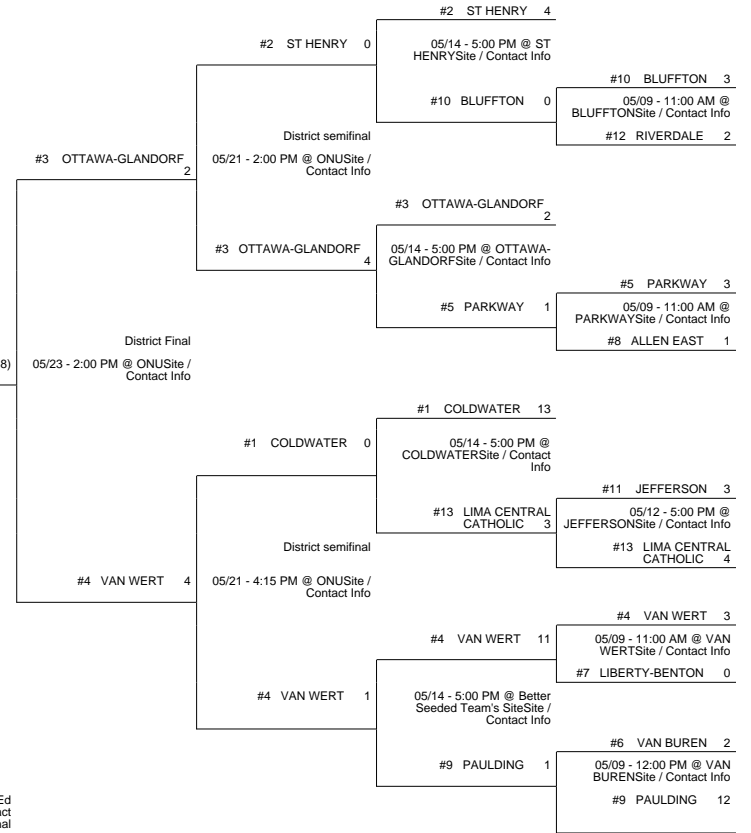 #2 ST HENRY 4
#2 ST HENRY 0
05/14 - 5:00 PM @ ST
HENRYSite / Contact Info
#10 BLUFFTON 3
#10 BLUFFTON 0
05/09 - 11:00 AM @
BLUFFTONSite / Contact Info
#12 RIVERDALE 2
District semifinal
#3 OTTAWA-GLANDORF
2
05/21 - 2:00 PM @ ONUSite /
Contact Info
#3 OTTAWA-GLANDORF
2
#3 OTTAWA-GLANDORF
4
05/14 - 5:00 PM @ OTTAWA-
GLANDORFSite / Contact Info
#5 PARKWAY 3
#5 PARKWAY 1
05/09 - 11:00 AM @
PARKWAYSite / Contact Info
#8 ALLEN EAST 1
District Final
8)
05/23 - 2:00 PM @ ONUSite /
Contact Info
#1 COLDWATER 13
#1 COLDWATER 0
05/14 - 5:00 PM @
COLDWATERSite / Contact
Info
#11 JEFFERSON 3
#13 LIMA CENTRAL
CATHOLIC 3
05/12 - 5:00 PM @
JEFFERSONSite / Contact Info
#13 LIMA CENTRAL
CATHOLIC 4
District semifinal
#4 VAN WERT 4
05/21 - 4:15 PM @ ONUSite /
Contact Info
#4 VAN WERT 3
#4 VAN WERT 11
05/09 - 11:00 AM @ VAN
WERTSite / Contact Info
#7 LIBERTY-BENTON 0
#4 VAN WERT 1
05/14 - 5:00 PM @ Better
Seeded Team's SiteSite /
Contact Info
#6 VAN BUREN 2
#9 PAULDING 1
05/09 - 12:00 PM @ VAN
BURENSite / Contact Info
#9 PAULDING 12
Ed
act
nal